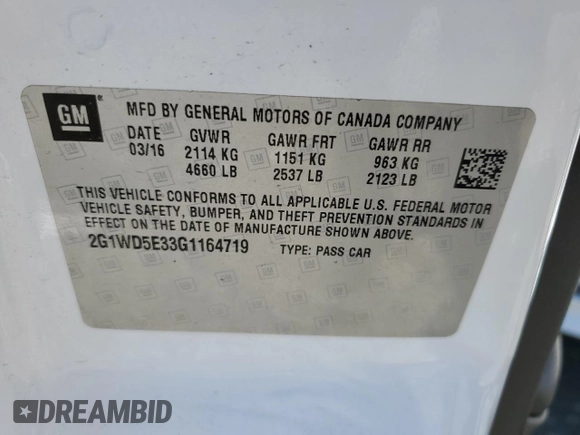 GM ® MFD BY GENERAL MOTORS OF CANADA COMPANY
DATE GVWR GAWR FRT GAWR RR
03/16 2114 KG 1151 KG 963 KG
4660 LB 2537 LB 2123 LB
THIS VEHICLE CONFORMS TO ALL APPLICABLE U.S. FEDERAL MOTOR
VEHICLE SAFETY, BUMPER, AND THEFT PREVENTION STANDARDS IN
EFFECT ON THE DATE OF MANUFACTURE SHOWN ABOVE.
2G1WD5E33G1164719 TYPE: PASS CAR
DREAMBID